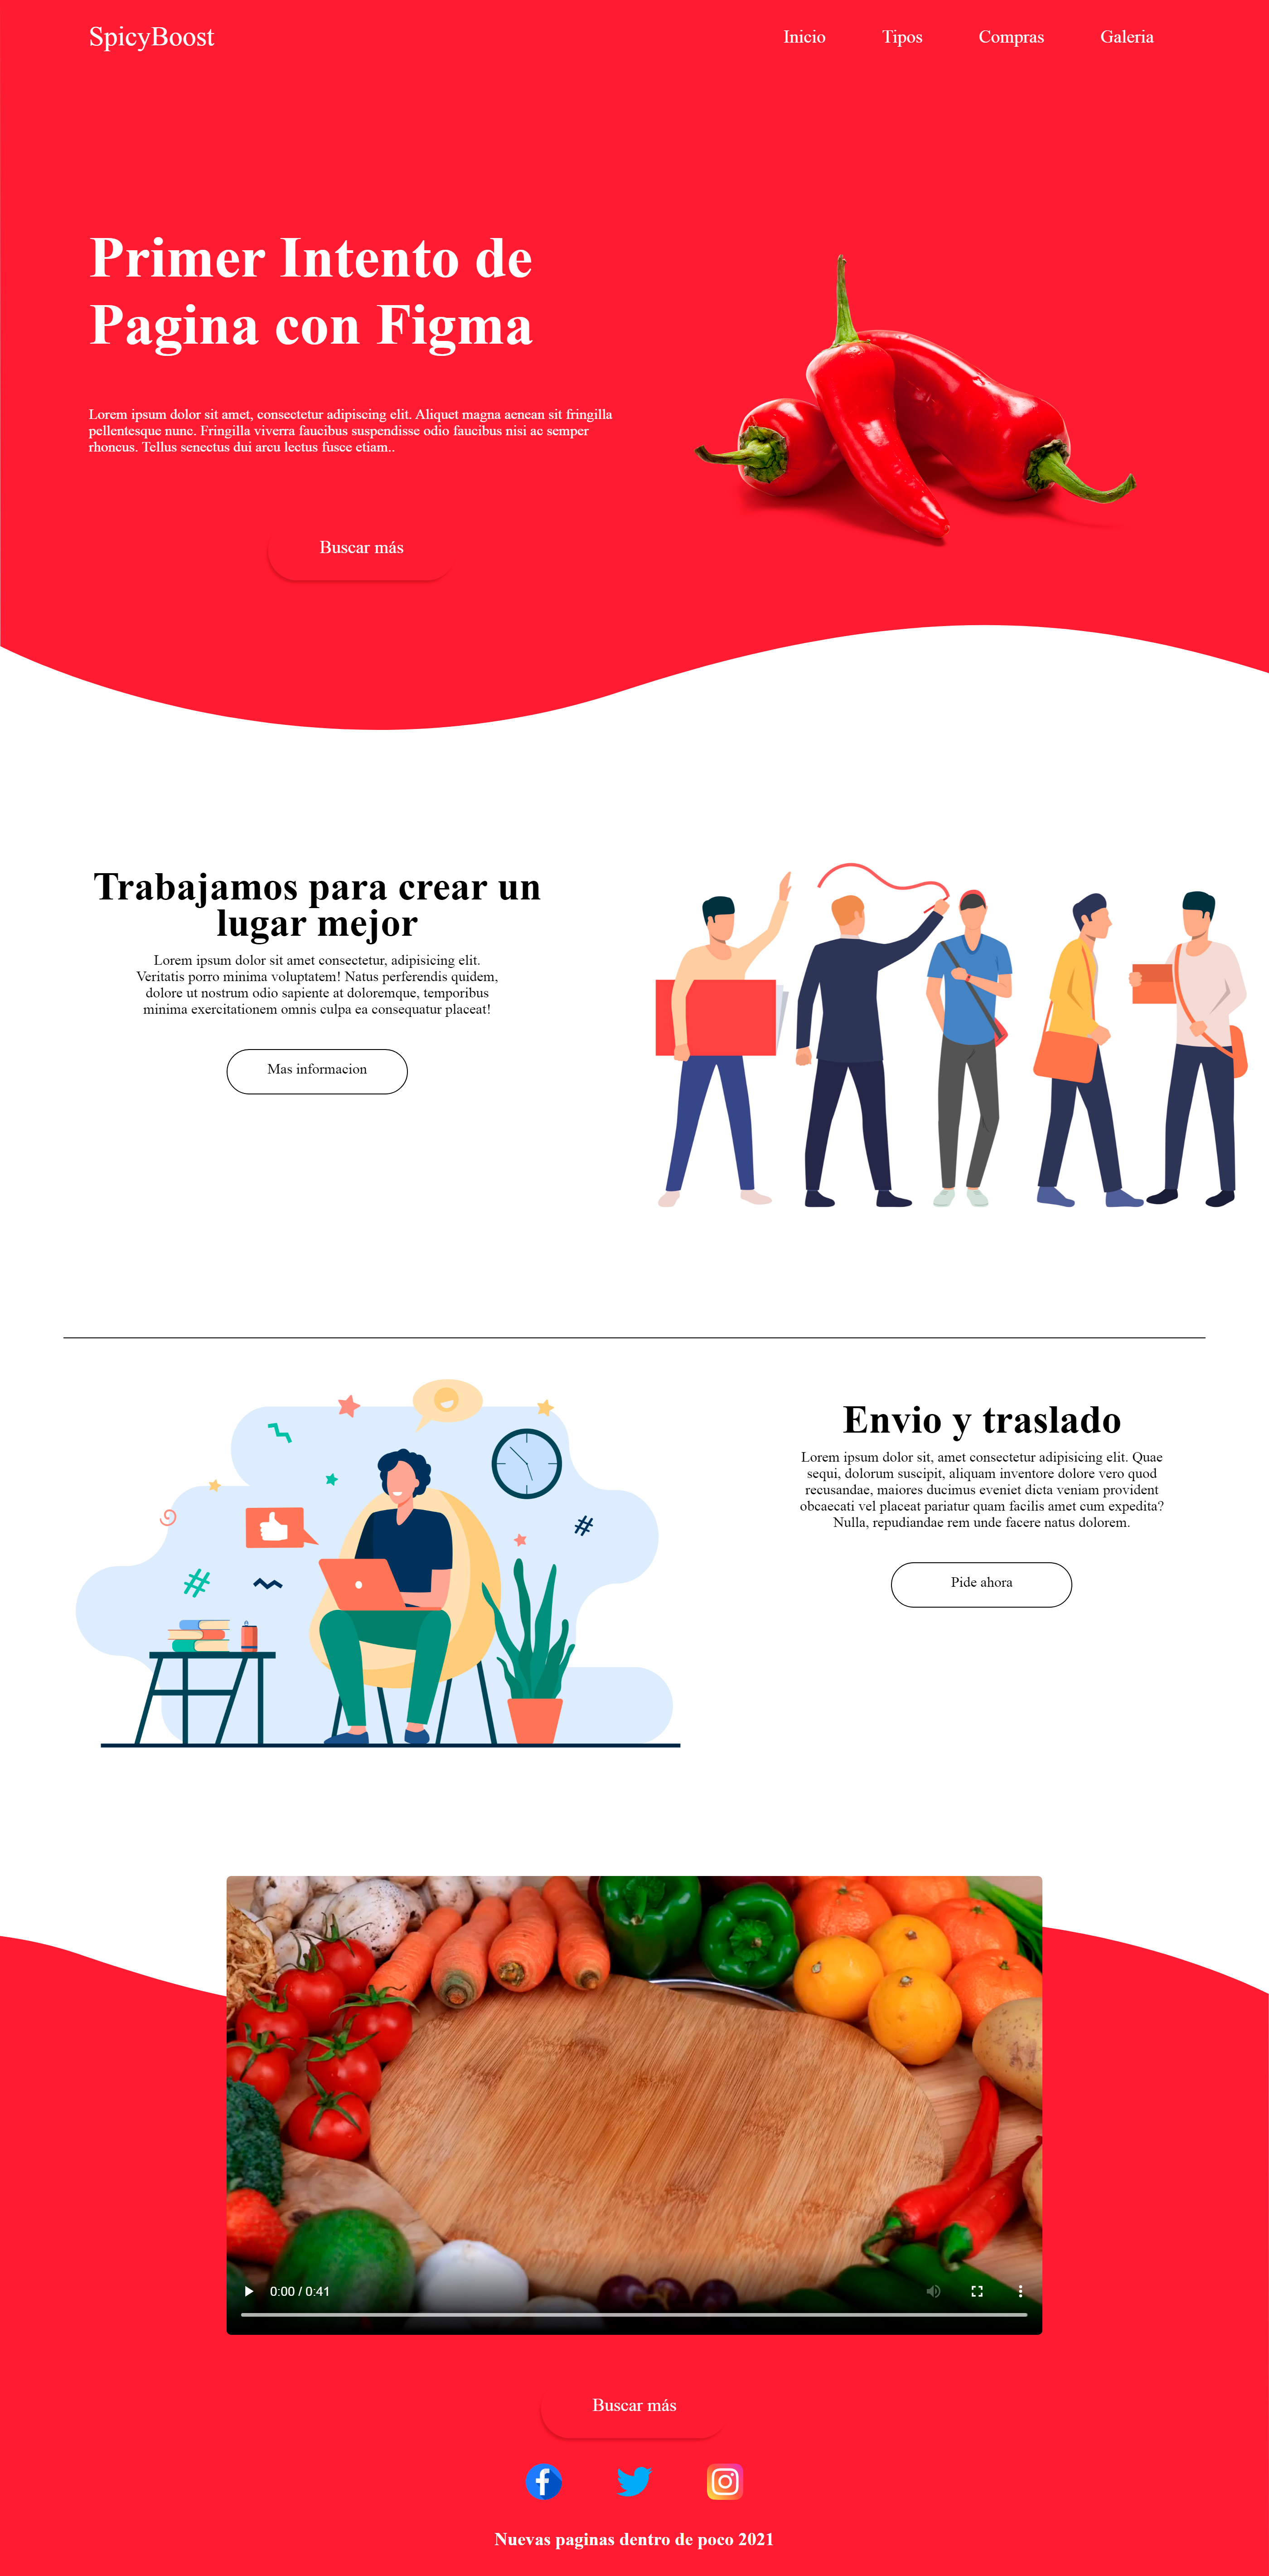 SpicyBoost
Inicio Tipos Compras Galeria
Primer Intento de
Pagina con Figma
Lorem ipsum dolor sit amet, consectetur adipiscing elit. Aliquet magna aenean sit fringilla
pellentesque nunc. Fringilla viverra faucibus suspendisse odio faucibus nisi ac semper
rhoncus. Tellus senectus dui arcu lectus fusce etiam..
Buscar más
Trabajamos para crear un
lugar mejor
Lorem ipsum dolor sit amet consectetur, adipisicing elit.
Veritatis porro minima voluptatem! Natus perferendis quidem,
dolore ut nostrum odio sapiente at doloremque, temporibus
minima exercitationem omnis culpa ea consequatur placeat!
Mas informacion
Envio y traslado
Lorem ipsum dolor sit, amet consectetur adipisicing elit. Quae
sequi, dolorum suscipit, aliquam inventore dolore vero quod
recusandae, maiores ducimus eveniet dicta veniam provident
obcaecati vel placeat pariatur quam facilis amet cum expedita?
Nulla, repudiandae rem unde facere natus dolorem.
Pide ahora
#
#
0:00 / 0:41
Buscar más
Nuevas paginas dentro de poco 2021